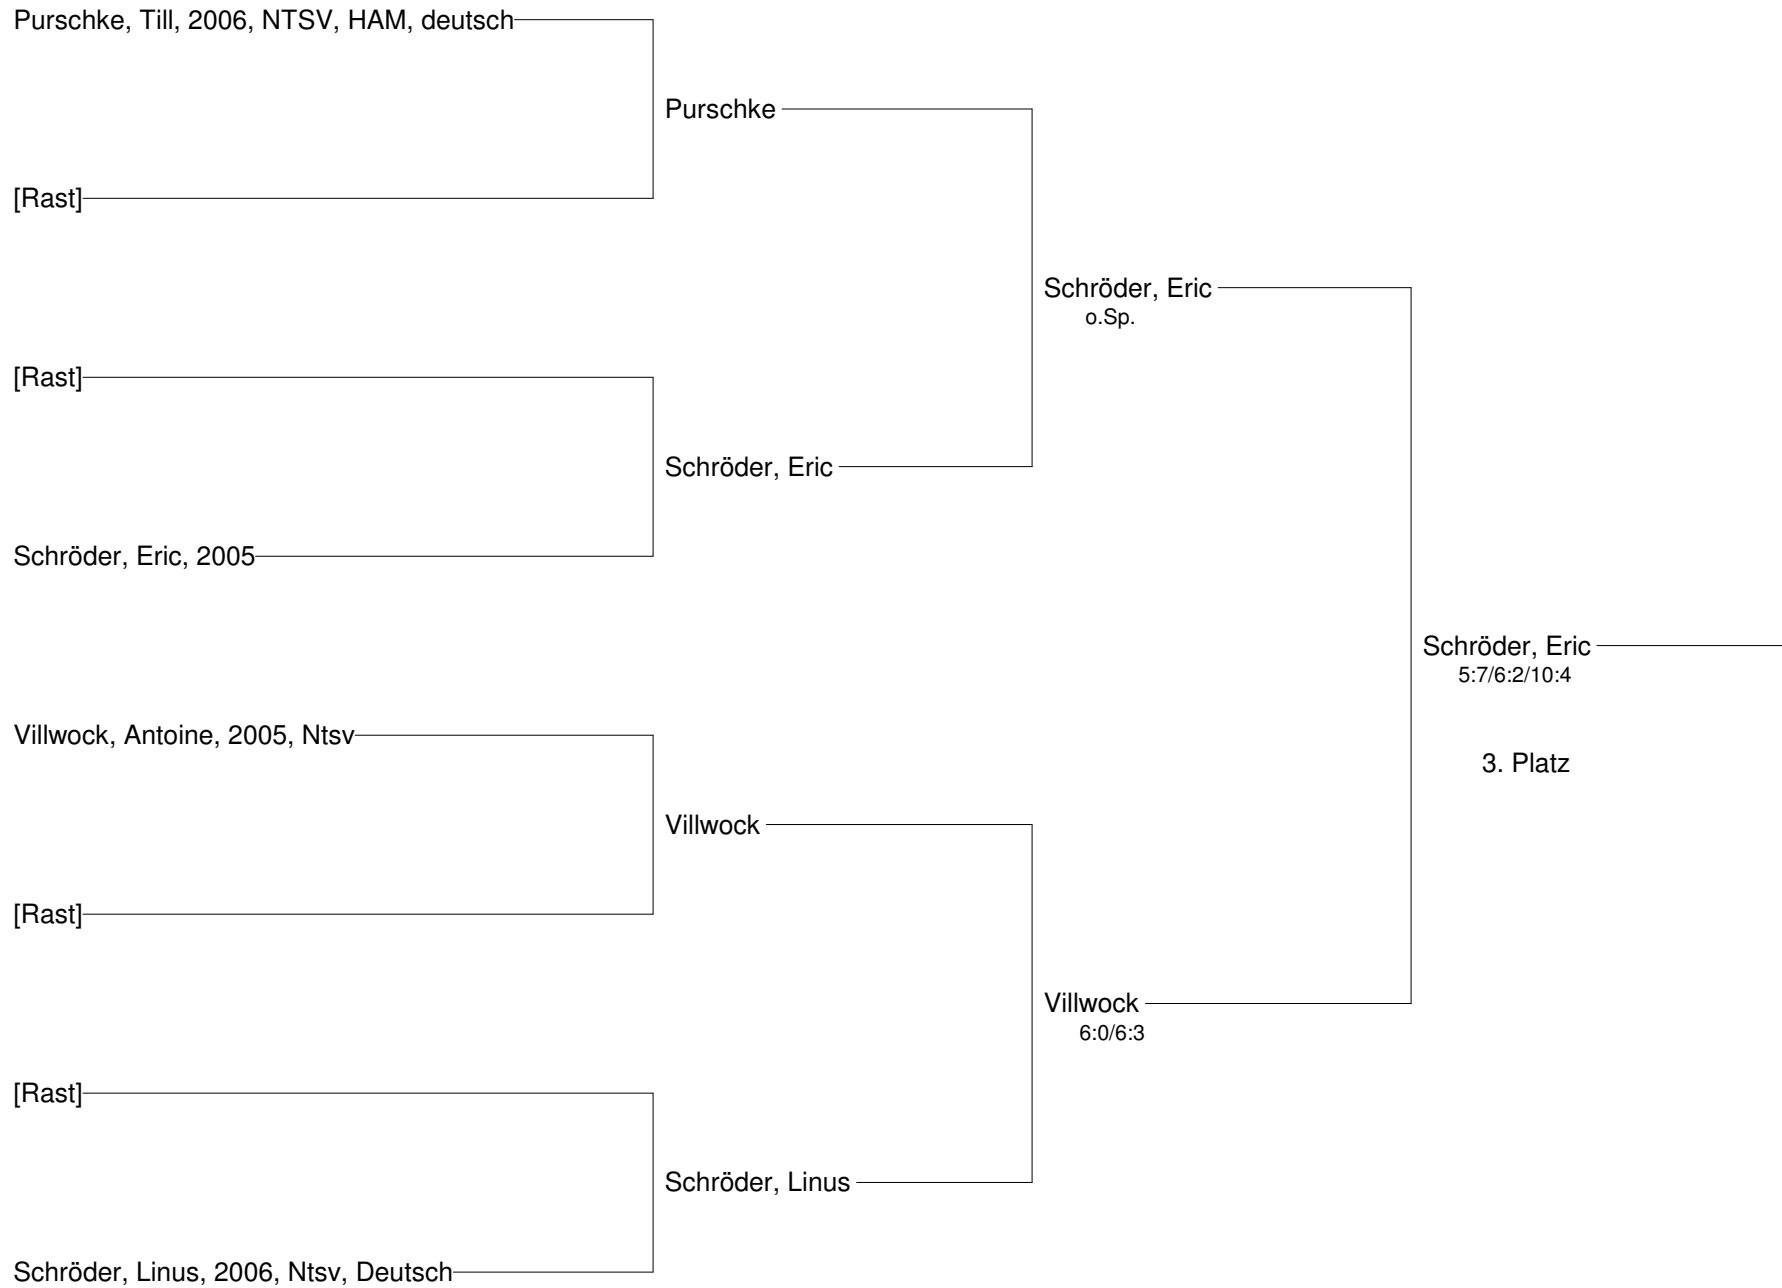 Purschke, Till, 2006, NTSV, HAM, deutsch
Purschke
[Rast]
Schröder, Eric
o.Sp.
[Rast]
Schröder, Eric
Schröder, Eric, 2005
Schröder, Eric
5:7/6:2/10:4
Villwock, Antoine, 2005, Ntsv
3. Platz
Villwock
[Rast]
Villwock
6:0/6:3
[Rast]
Schröder, Linus
Schröder, Linus, 2006, Ntsv, Deutsch